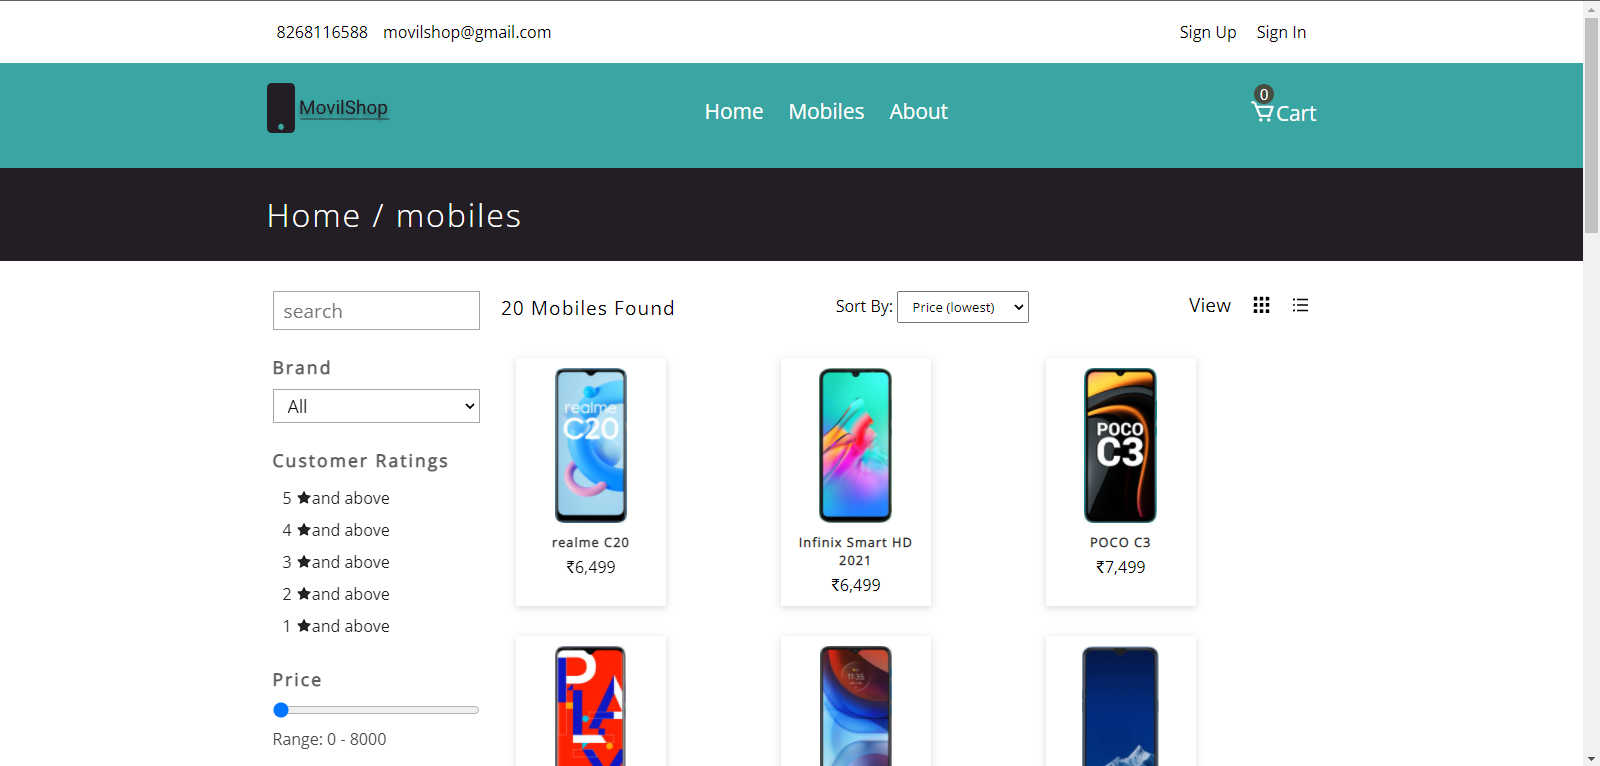 8268116588 movilshop@gmail.com Sign Up Sign In
MovilShop Home Mobiles About 0 Cart
Home / mobiles
search
20 Mobiles Found Sort By: Price (lowest) View
Brand
All
Customer Ratings
5 ★and above
4 ★and above
3 ★and above
2 ★and above
1 ★and above
Price
Range: 0 - 8000
realme
C20
realme C20
₹6,499
Infinix Smart HD
2021
₹6,499
POCO
C3
POCO C3
₹7,499
11:35